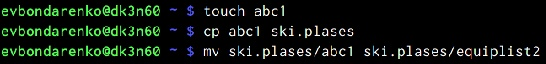 evbondarenko@dk3n60 ~ $ touch abc1
evbondarenko@dk3n60 ~ $ cp abc1 ski.plases
evbondarenko@dk3n60 ~ $ mv ski.plases/abc1 ski.plases/equiplist2